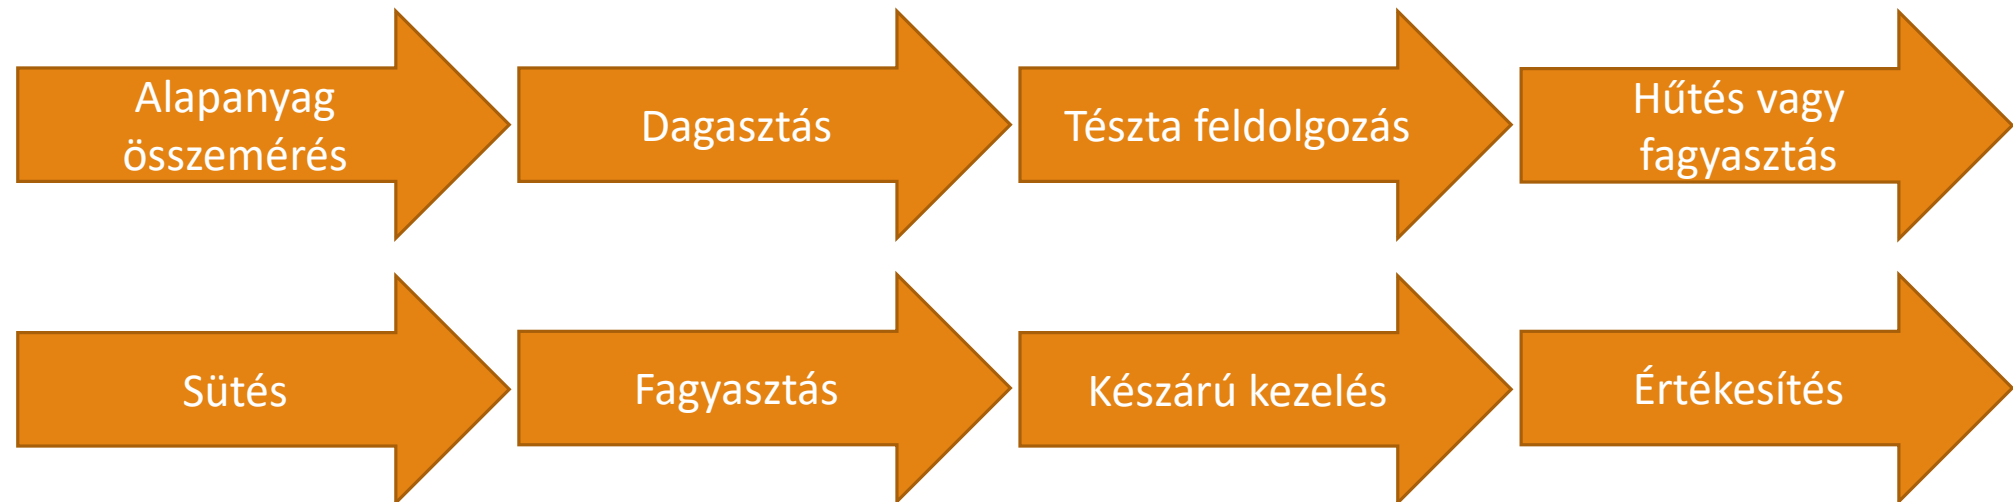 Alapanyag
összemérés
Dagasztás
Tészta feldolgozás
Hűtés vagy
fagyasztás
Sütés
Fagyasztás
Készárú kezelés
Értékesítés